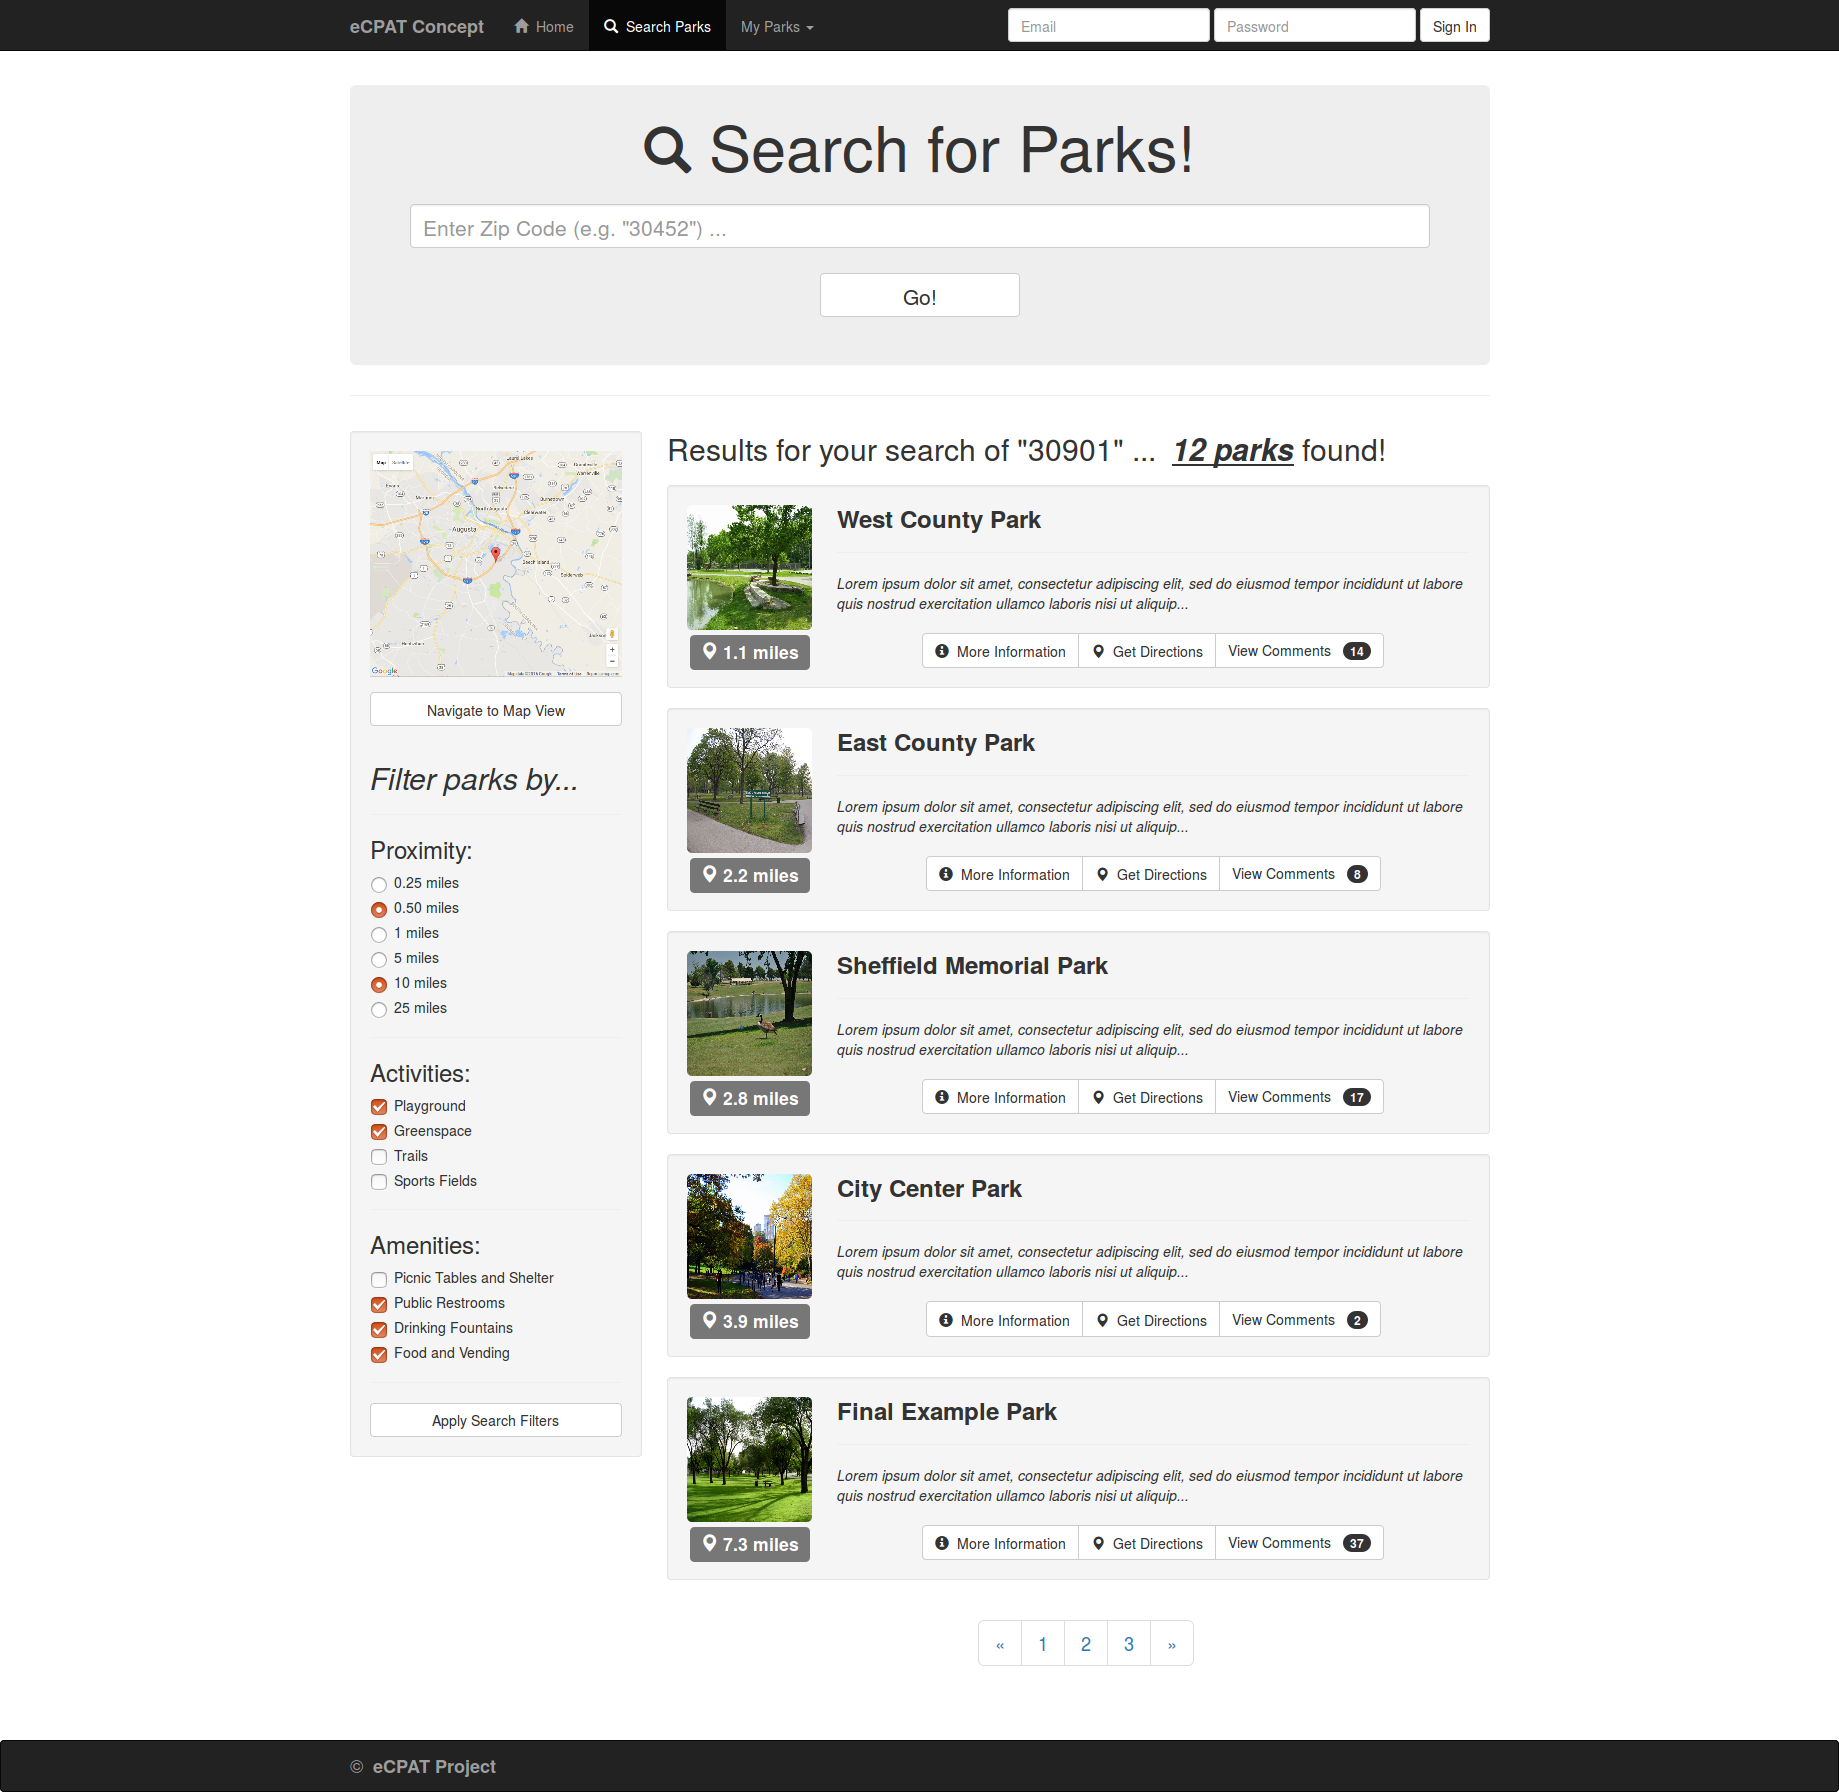 eCPAT Concept Home Search Parks My Parks Email Password Sign In
Search for Parks!
Enter Zip Code (e.g. "30452") ...
Go!
Map Satellite
Augusta
North Augusta
Clearwater
Beech Island
Spiderweb
Google
Navigate to Map View
Filter parks by...
Proximity:
0.25 miles
0.50 miles
1 miles
5 miles
10 miles
25 miles
Activities:
Playground
Greenspace
Trails
Sports Fields
Amenities:
Picnic Tables and Shelter
Public Restrooms
Drinking Fountains
Food and Vending
Apply Search Filters
Results for your search of "30901" ... 12 parks found!
West County Park
Lorem ipsum dolor sit amet, consectetur adipiscing elit, sed do eiusmod tempor incididunt ut labore
quis nostrud exercitation ullamco laboris nisi ut aliquip...
1.1 miles
More Information Get Directions View Comments 14
East County Park
Lorem ipsum dolor sit amet, consectetur adipiscing elit, sed do eiusmod tempor incididunt ut labore
quis nostrud exercitation ullamco laboris nisi ut aliquip...
2.2 miles
More Information Get Directions View Comments 8
Sheffield Memorial Park
Lorem ipsum dolor sit amet, consectetur adipiscing elit, sed do eiusmod tempor incididunt ut labore
quis nostrud exercitation ullamco laboris nisi ut aliquip...
2.8 miles
More Information Get Directions View Comments 17
City Center Park
Lorem ipsum dolor sit amet, consectetur adipiscing elit, sed do eiusmod tempor incididunt ut labore
quis nostrud exercitation ullamco laboris nisi ut aliquip...
3.9 miles
More Information Get Directions View Comments 2
Final Example Park
Lorem ipsum dolor sit amet, consectetur adipiscing elit, sed do eiusmod tempor incididunt ut labore
quis nostrud exercitation ullamco laboris nisi ut aliquip...
7.3 miles
More Information Get Directions View Comments 37
« 1 2 3 »
© eCPAT Project